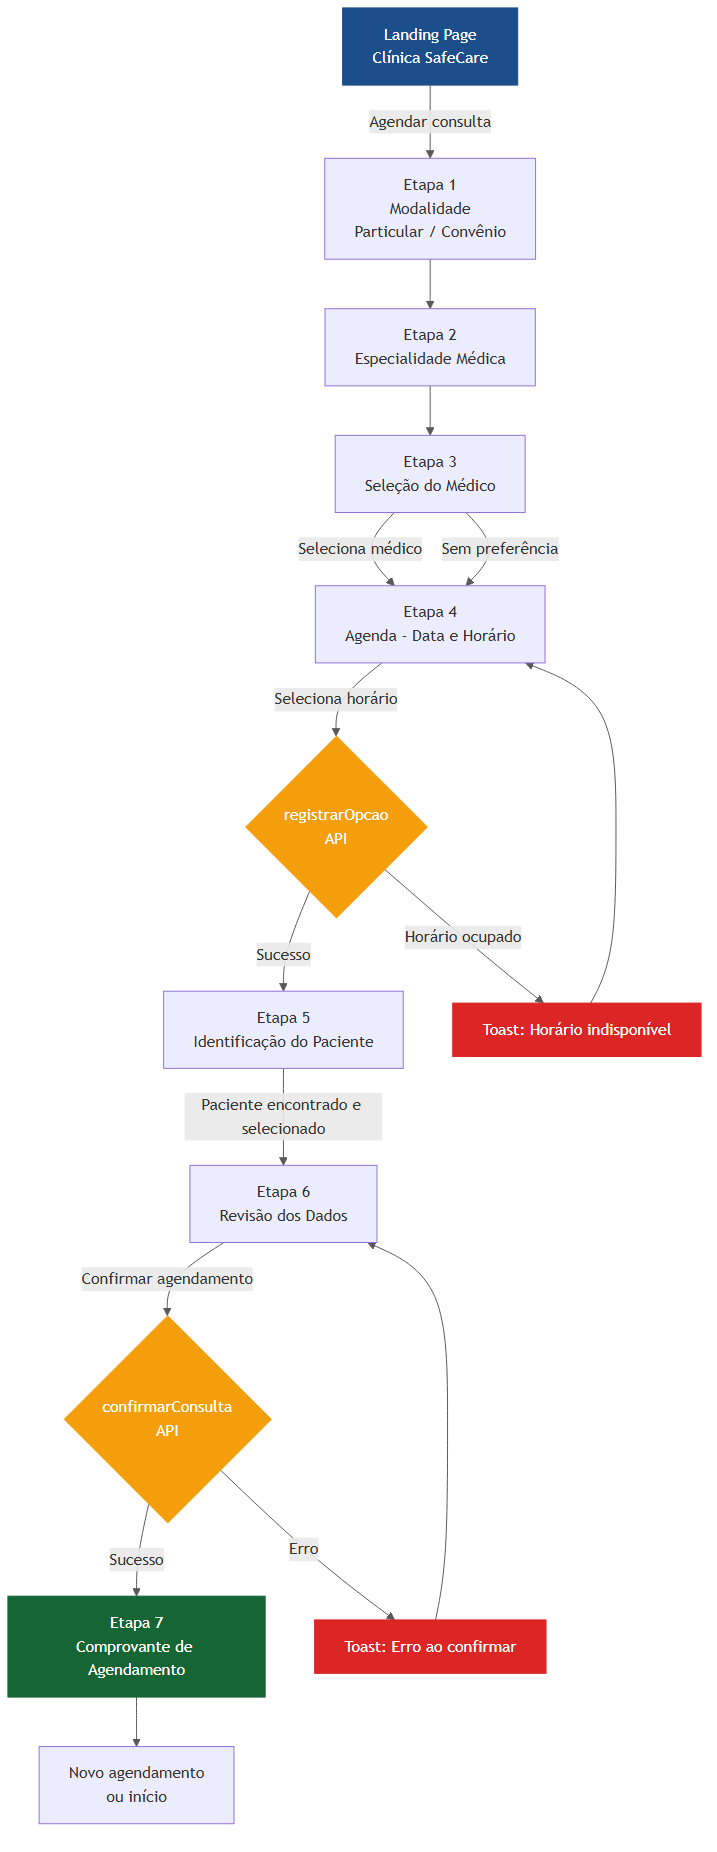 Landing Page
Clínica SafeCare
Agendar consulta
Etapa 1
Modalidade
Particular / Convênio
Etapa 2
Especialidade Médica
Etapa 3
Seleção do Médico
Seleciona médico
Sem preferência
Etapa 4
Agenda - Data e Horário
Seleciona horário
registrarOpcao
API
Horário ocupado
Sucesso
Etapa 5
Identificação do Paciente
Toast: Horário indisponível
Paciente encontrado e
selecionado
Etapa 6
Revisão dos Dados
Confirmar agendamento
confirmarConsulta
API
Erro
Sucesso
Etapa 7
Comprovante de
Agendamento
Toast: Erro ao confirmar
Novo agendamento
ou início